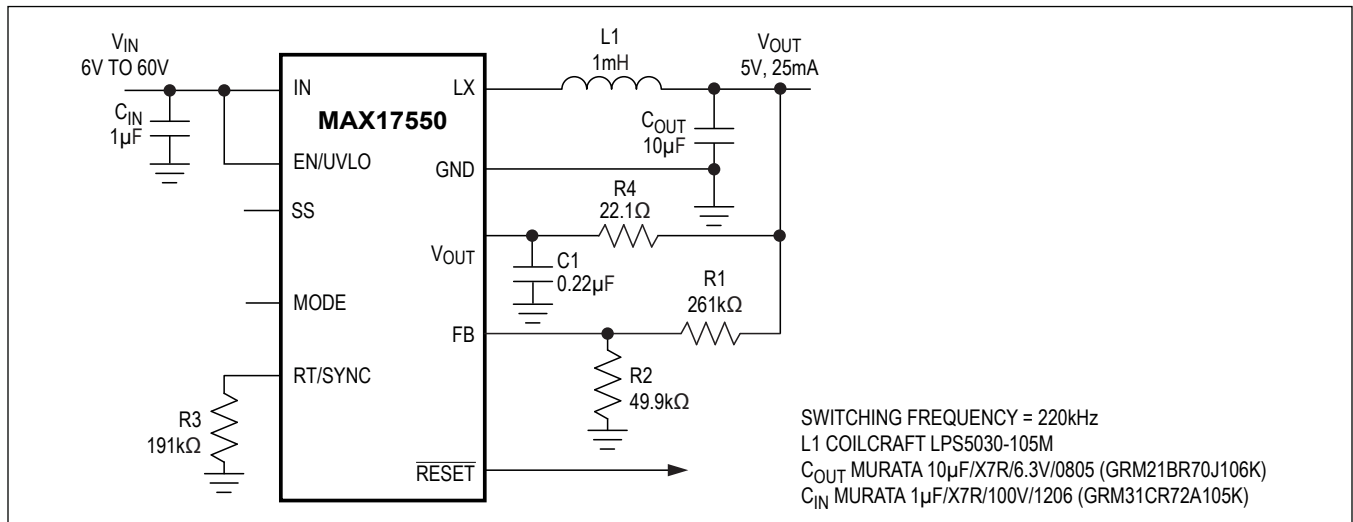 VIN
6V TO 60V
CIN
1µF
IN
EN/UVLO
SS
MODE
RT/SYNC
R3
191kΩ
MAX17550
LX
GND
VOUT
FB
RESET
L1
1mH
VOUT
5V, 25mA
COUT
10µF
R4
22.1Ω
C1
0.22µF
R1
261kΩ
R2
49.9kΩ
SWITCHING FREQUENCY = 220kHz
L1 COILCRAFT LPS5030-105M
COUT MURATA 10µF/X7R/6.3V/0805 (GRM21BR70J106K)
CIN MURATA 1µF/X7R/100V/1206 (GRM31CR72A105K)